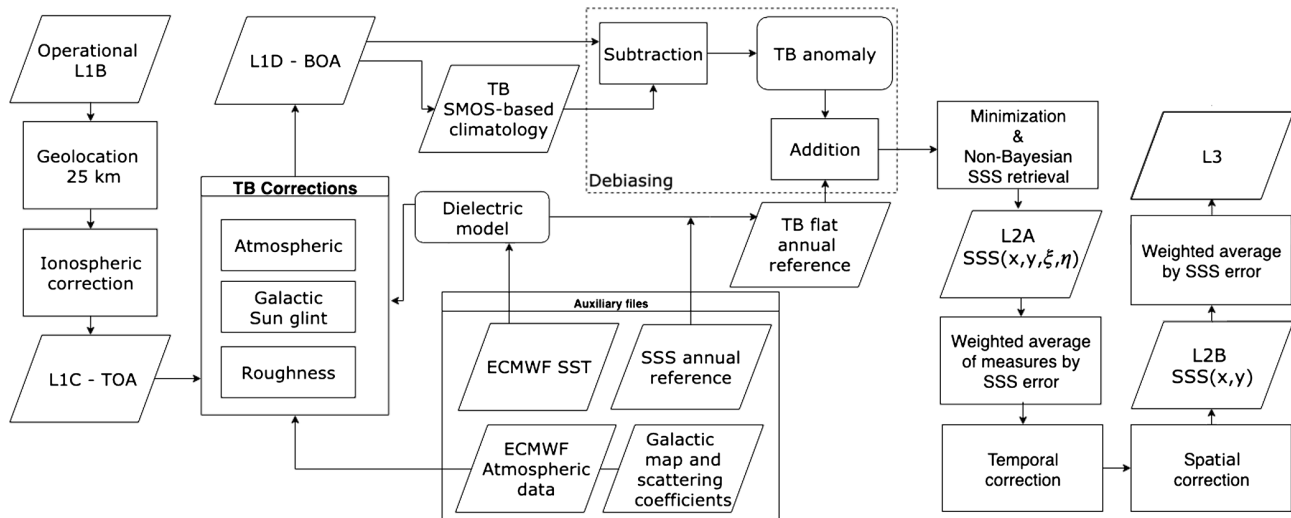 Operational
L1B
Geolocation
25 km
Ionospheric
correction
L1C - TOA
L1D - BOA
TB Corrections
Atmospheric
Galactic
Sun glint
Roughness
TB
SMOS-based
climatology
Subtraction
TB anomaly
Addition
Debiasing
Dielectric
model
TB flat
annual
reference
Auxiliary files
ECMWF SST
SSS annual
reference
ECMWF
Atmospheric
data
Galactic
map and
scattering
coefficients
Minimization
&
Non-Bayesian
SSS retrieval
L2A
SSS(x,y,ξ,η)
Weighted average
of measures by
SSS error
Temporal
correction
Spatial
correction
L2B
SSS(x,y)
Weighted average
by SSS error
L3